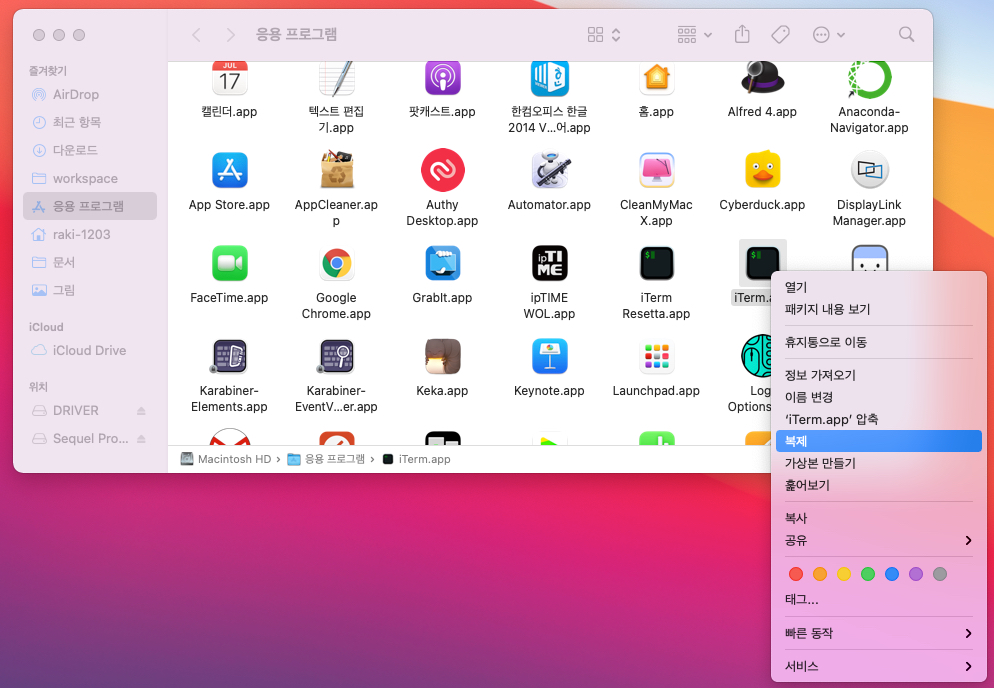 응용 프로그램
즐겨찾기
AirDrop
최근 항목
다운로드
workspace
응용 프로그램
raki-1203
문서
그림
iCloud
iCloud Drive
위치
DRIVER
Sequel Pro...
JUL
17
캘린더.app
텍스트 편집
기.app
팟캐스트.app
한컴오피스 한글
2014 V...어.app
홈.app
Alfred 4.app
Anaconda-
Navigator.app
App Store.app
AppCleaner.ap
p
Authy
Desktop.app
Automator.app
CleanMyMac
X.app
Cyberduck.app
DisplayLink
Manager.app
FaceTime.app
Google
Chrome.app
GrabIt.app
ipTIME
ipTIME
WOL.app
$
iTerm
Resetta.app
$
iTerm.a
Karabiner-
Elements.app
Karabiner-
EventV...er.app
Keka.app
Keynote.app
Launchpad.app
Log
Options
Macintosh HD › 응용 프로그램 › iTerm.app
열기
패키지 내용 보기
휴지통으로 이동
정보 가져오기
이름 변경
‘iTerm.app’ 압축
복제
가상본 만들기
훑어보기
복사
공유
태그...
빠른 동작
서비스